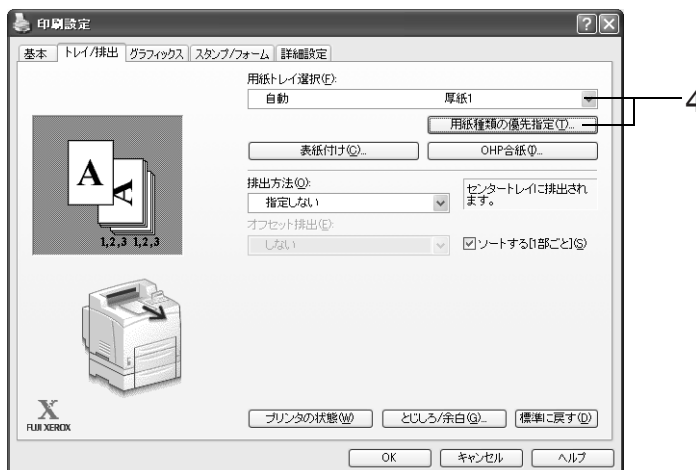 印刷設定
基本 トレイ/排出 グラフィックス スタンプ/フォーム 詳細設定
用紙トレイ選択(F):
自動 厚紙1
4
用紙種類の優先指定(T)...
表紙付け(C)... OHP合紙(I)...
排出方法(O):
指定しない
センタートレイに排出されます。
オフセット排出(E):
しない
ソートする[1部ごと](S)
A A
1,2,3 1,2,3
X
FUJI XEROX
プリンタの状態(W) とじしろ/余白(G)... 標準に戻す(D)
OK キャンセル ヘルプ